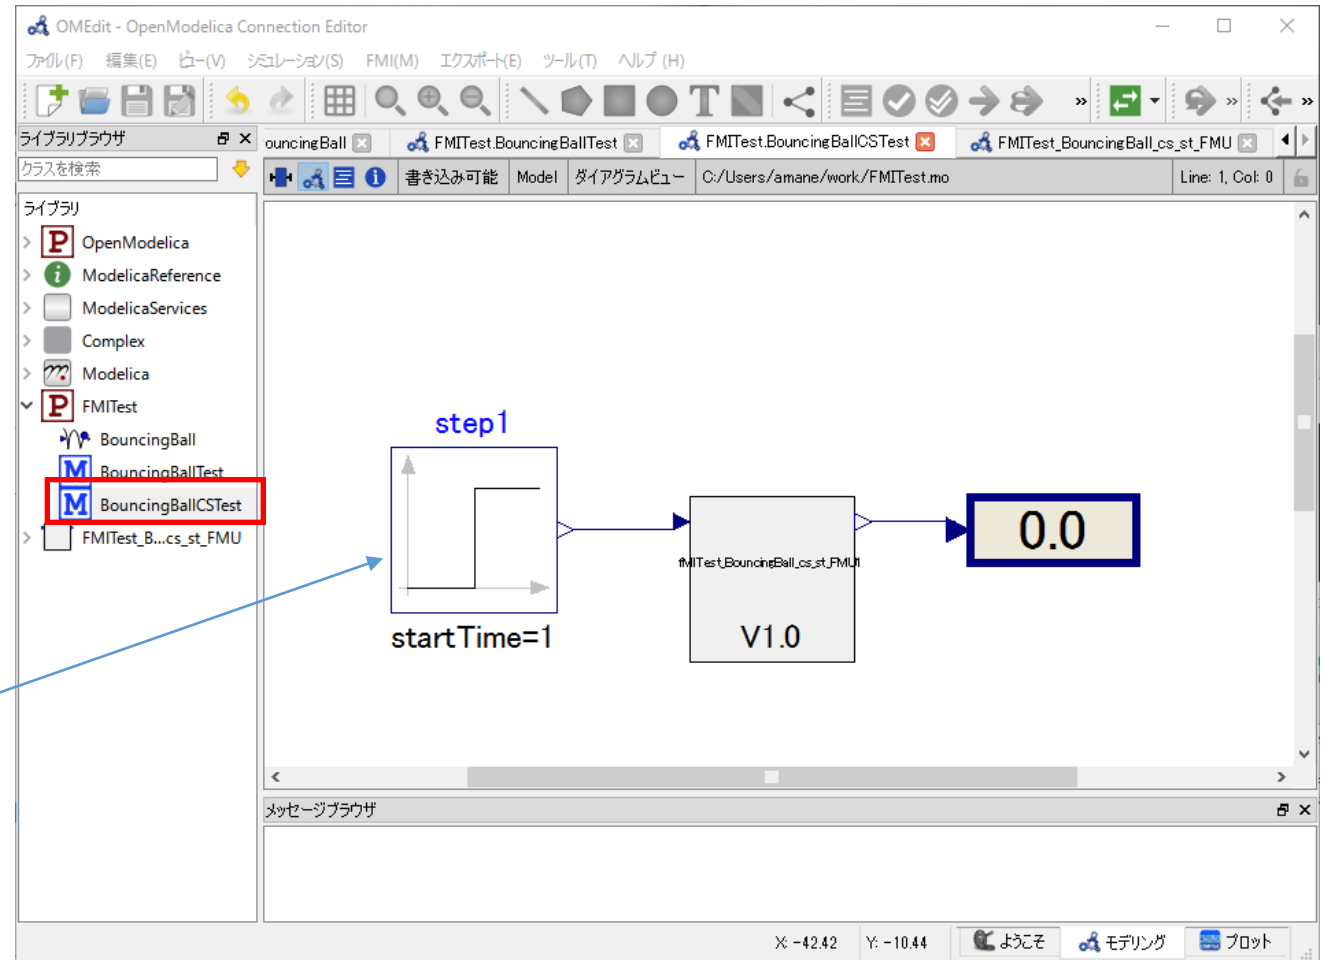 OMEdit - OpenModelica Connection Editor
ファイル(F) 編集(E) ビュー(V) シミュレーション(S) FMI(M) エクスポート(E) ツール(T) ヘルプ (H)
ライブラリブラウザ
ouncingBall FMITest.BouncingBallTest FMITest.BouncingBallCSTest FMITest_BouncingBall_cs_st_FMU
クラスを検索
書き込み可能 Model ダイアグラムビュー C:/Users/amane/work/FMITest.mo Line: 1, Col: 0
ライブラリ
P OpenModelica
i ModelicaReference
ModelicaServices
Complex
Modelica
P FMITest
BouncingBall
M BouncingBallTest
M BouncingBallCSTest
FMITest_B...cs_st_FMU
step1
startTime=1
fMITest_BouncingBall_cs_st_FMU1
V1.0
0.0
メッセージブラウザ
X: -42.42 Y: -10.44 ようこそ モデリング プロット